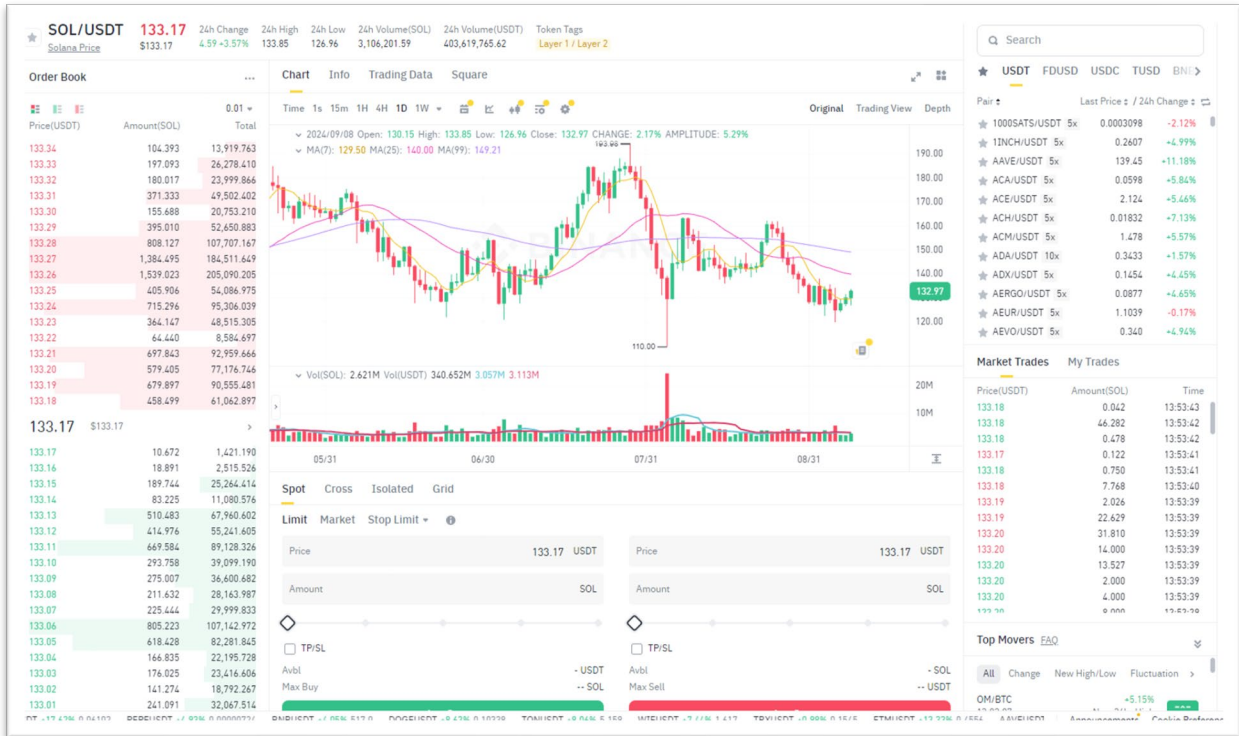 SOL/USDT 133.17 24h Change 24h High 24h Low 24h Volume(SOL) 24h Volume(USDT) Token Tags
Solana Price $133.17 4.59 +3.57% 133.85 126.96 3,106,201.59 403,619,765.62 Layer 1 / Layer 2
Order Book ...
0.01
Price(USDT) Amount(SOL) Total
133.34 104.393 13,919.763
133.33 197.093 26,278.410
133.32 180.017 23,999.866
133.31 371.333 49,502.402
133.30 155.688 20,753.210
133.29 395.010 52,650.883
133.28 808.127 107,707.167
133.27 1,384.495 184,511.649
133.26 1,539.023 205,090.205
133.25 405.906 54,086.975
133.24 715.296 95,306.039
133.23 364.147 48,515.305
133.22 64.440 8,584.697
133.21 697.843 92,959.666
133.20 579.405 77,176.746
133.19 679.897 90,555.481
133.18 458.499 61,062.897
133.17 $133.17
133.17 10.672 1,421.190
133.16 18.891 2,515.526
133.15 189.744 25,264.414
133.14 83.225 11,080.576
133.13 510.483 67,960.602
133.12 414.976 55,241.605
133.11 669.584 89,128.326
133.10 293.758 39,099.190
133.09 275.007 36,600.682
133.08 211.632 28,163.987
133.07 225.444 29,999.833
133.06 805.223 107,142.972
133.05 618.428 82,281.845
133.04 166.835 22,195.728
133.03 176.025 23,416.606
133.02 141.274 18,792.267
133.01 241.091 32,067.514
Chart Info Trading Data Square
Time 1s 15m 1H 4H 1D 1W Original Trading View Depth
2024/09/08 Open: 130.15 High: 133.85 Low: 126.96 Close: 132.97 CHANGE: 2.17% AMPLITUDE: 5.29%
MA(7): 129.50 MA(25): 140.00 MA(99): 149.21
193.98
190.00
180.00
170.00
160.00
150.00
140.00
132.97
120.00
110.00
Vol(SOL): 2.621M Vol(USDT) 340.652M 3.057M 3.113M
20M
10M
05/31 06/30 07/31 08/31
Spot Cross Isolated Grid
Limit Market Stop Limit
Price 133.17 USDT Price 133.17 USDT
Amount SOL Amount SOL
TP/SL TP/SL
Avbl - USDT Avbl - SOL
Max Buy -- SOL Max Sell -- USDT
Search
USDT FDUSD USDC TUSD BNB
Pair Last Price / 24h Change
1000SATS/USDT 5x 0.0003098 -2.12%
1INCH/USDT 5x 0.2607 +4.99%
AAVE/USDT 5x 139.45 +11.18%
ACA/USDT 5x 0.0598 +5.84%
ACE/USDT 5x 2.124 +5.46%
ACH/USDT 5x 0.01832 +7.13%
ACM/USDT 5x 1.478 +5.57%
ADA/USDT 10x 0.3433 +1.57%
ADX/USDT 5x 0.1454 +4.45%
AERGO/USDT 5x 0.0877 +4.65%
AEUR/USDT 5x 1.1039 -0.17%
AEVO/USDT 5x 0.340 +4.94%
Market Trades My Trades
Price(USDT) Amount(SOL) Time
133.18 0.042 13:53:43
133.18 46.282 13:53:42
133.18 0.478 13:53:42
133.17 0.122 13:53:41
133.18 0.750 13:53:41
133.18 7.768 13:53:40
133.19 2.026 13:53:39
133.19 22.629 13:53:39
133.20 31.810 13:53:39
133.20 14.000 13:53:39
133.20 13.527 13:53:39
133.20 2.000 13:53:39
133.20 4.000 13:53:39
Top Movers FAQ
All Change New High/Low Fluctuation
OM/BTC +5.15%